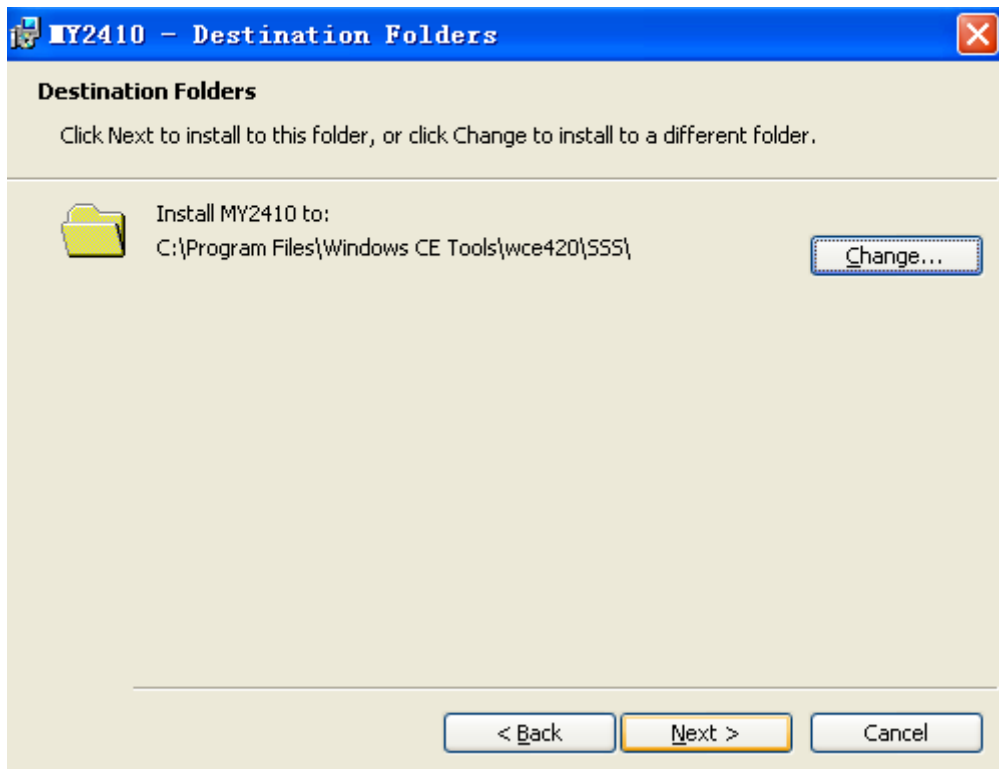 MY2410 - Destination Folders
Destination Folders
Click Next to install to this folder, or click Change to install to a different folder.
Install MY2410 to:
C:\Program Files\Windows CE Tools\wce420\SSS\
Change...
< Back
Next >
Cancel